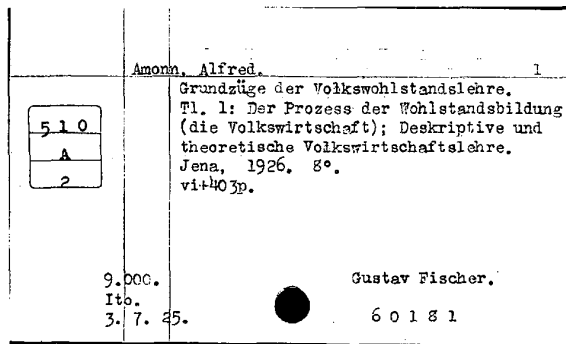 Amonn, Alfred. 1
Grundzüge der Volkswohlstandslehre.
Tl. 1: Der Prozess der Wohlstandsbildung
(die Volkswirtschaft); Deskriptive und
theoretische Volkswirtschaftslehre.
Jena, 1926. 8°.
vi+403p.
510
A
2
9.000. Gustav Fischer.
Ito.
3. 7. 25. 60181